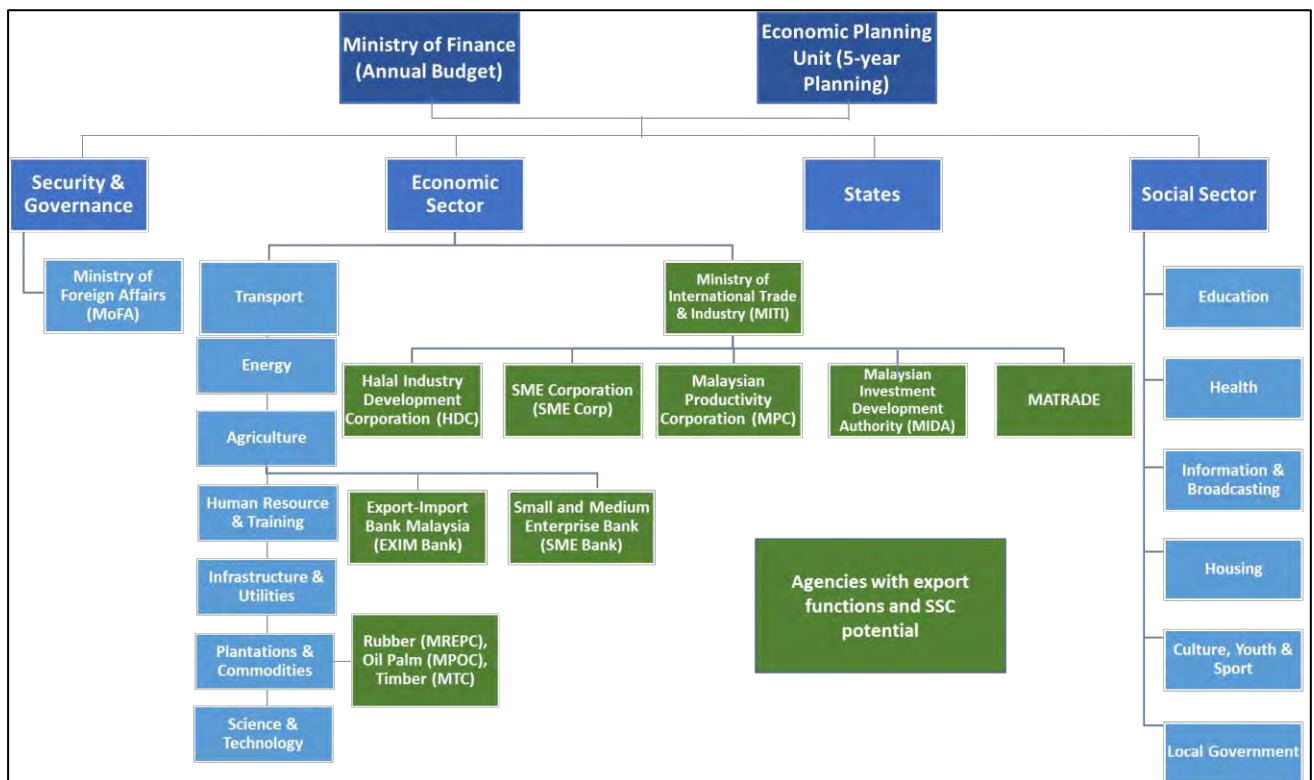 Ministry of Finance
(Annual Budget)
Economic Planning
Unit (5-year
Planning)
Security &
Governance
Economic
Sector
States
Social Sector
Ministry of
Foreign Affairs
(MoFA)
Transport
Ministry of
International Trade
& Industry (MITI)
Education
Energy
Halal Industry
Development
Corporation (HDC)
SME Corporation
(SME Corp)
Malaysian
Productivity
Corporation (MPC)
Malaysian
Investment
Development
Authority (MIDA)
MATRADE
Health
Agriculture
Information &
Broadcasting
Human Resource
& Training
Export-Import
Bank Malaysia
(EXIM Bank)
Small and Medium
Enterprise Bank
(SME Bank)
Agencies with export
functions and SSC
potential
Housing
Infrastructure &
Utilities
Plantations &
Commodities
Rubber (MREPC),
Oil Palm (MPOC),
Timber (MTC)
Culture, Youth &
Sport
Science &
Technology
Local Government